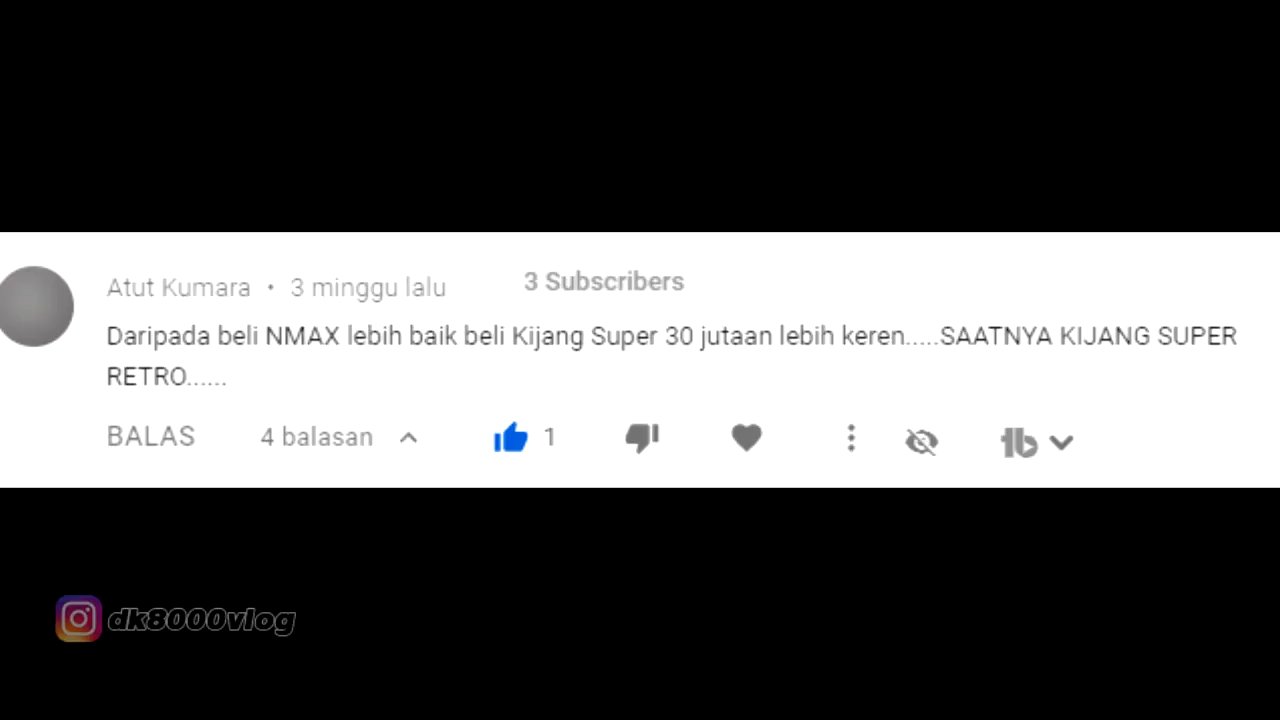 Atut Kumara • 3 minggu lalu 3 Subscribers
Daripada beli NMAX lebih baik beli Kijang Super 30 jutaan lebih keren.....SAATNYA KIJANG SUPER
RETRO......
BALAS 4 balasan 1
dk8000vlog